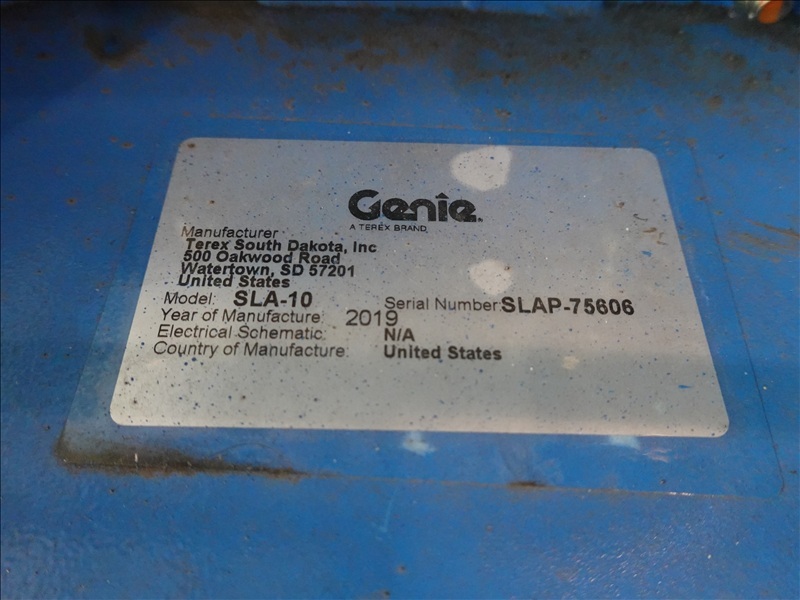 Genie
A TEREX BRAND
Manufacturer:
Terex South Dakota, Inc
500 Oakwood Road
Watertown, SD 57201
United States
Model: SLA-10 Serial Number: SLAP-75606
Year of Manufacture: 2019
Electrical Schematic: N/A
Country of Manufacture: United States